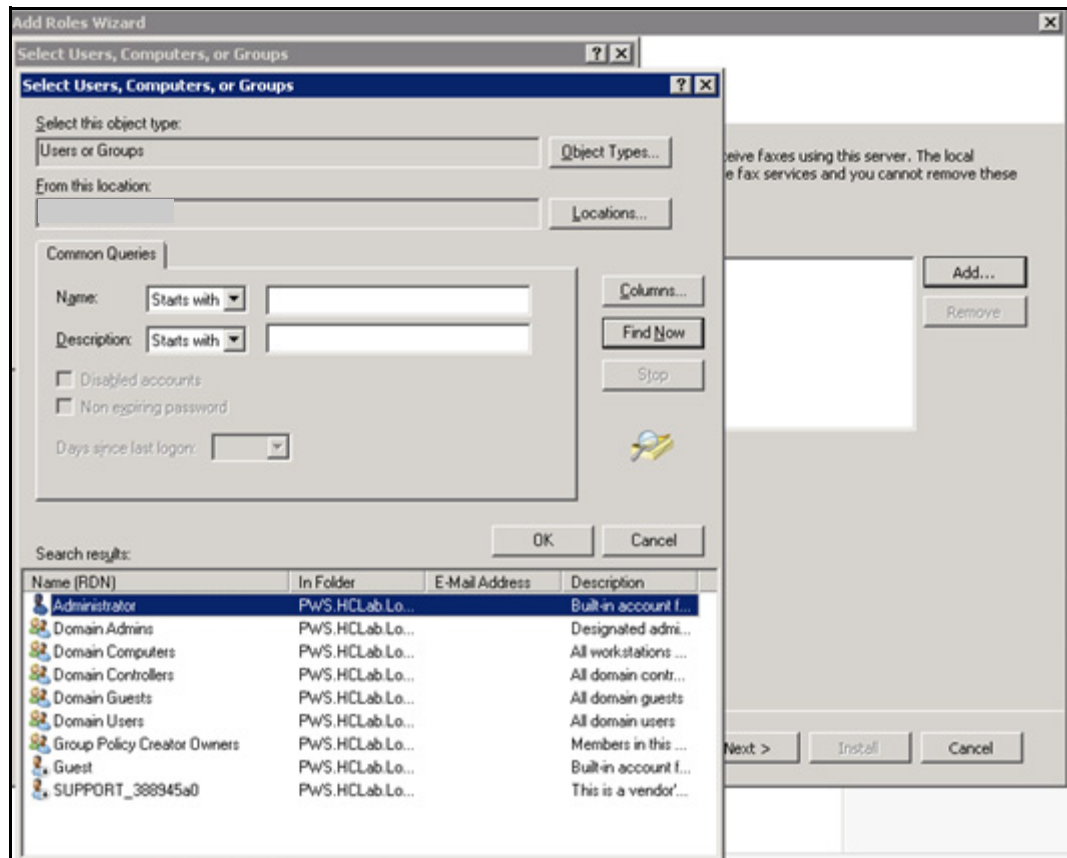 Add Roles Wizard
Select Users, Computers, or Groups
Select Users, Computers, or Groups
Select this object type:
Users or Groups
Object Types...
eive faxes using this server. The local
e fax services and you cannot remove these
From this location:
Locations...
Common Queries
Add...
Remove
Name:
Starts with
Columns...
Description:
Starts with
Find Now
Disabled accounts
Stop
Non expiring password
Days since last logon:
OK
Cancel
Search results:
Name (RDN) In Folder E-Mail Address Description
Administrator PWS.HCLab.Lo... Built-in account f...
Domain Admins PWS.HCLab.Lo... Designated admi...
Domain Computers PWS.HCLab.Lo... All workstations ...
Domain Controllers PWS.HCLab.Lo... All domain contr...
Domain Guests PWS.HCLab.Lo... All domain guests
Domain Users PWS.HCLab.Lo... All domain users
Group Policy Creator Owners PWS.HCLab.Lo... Members in this ...
Guest PWS.HCLab.Lo... Built-in account f...
SUPPORT_388945a0 PWS.HCLab.Lo... This is a vendor'...
Next >
Install
Cancel